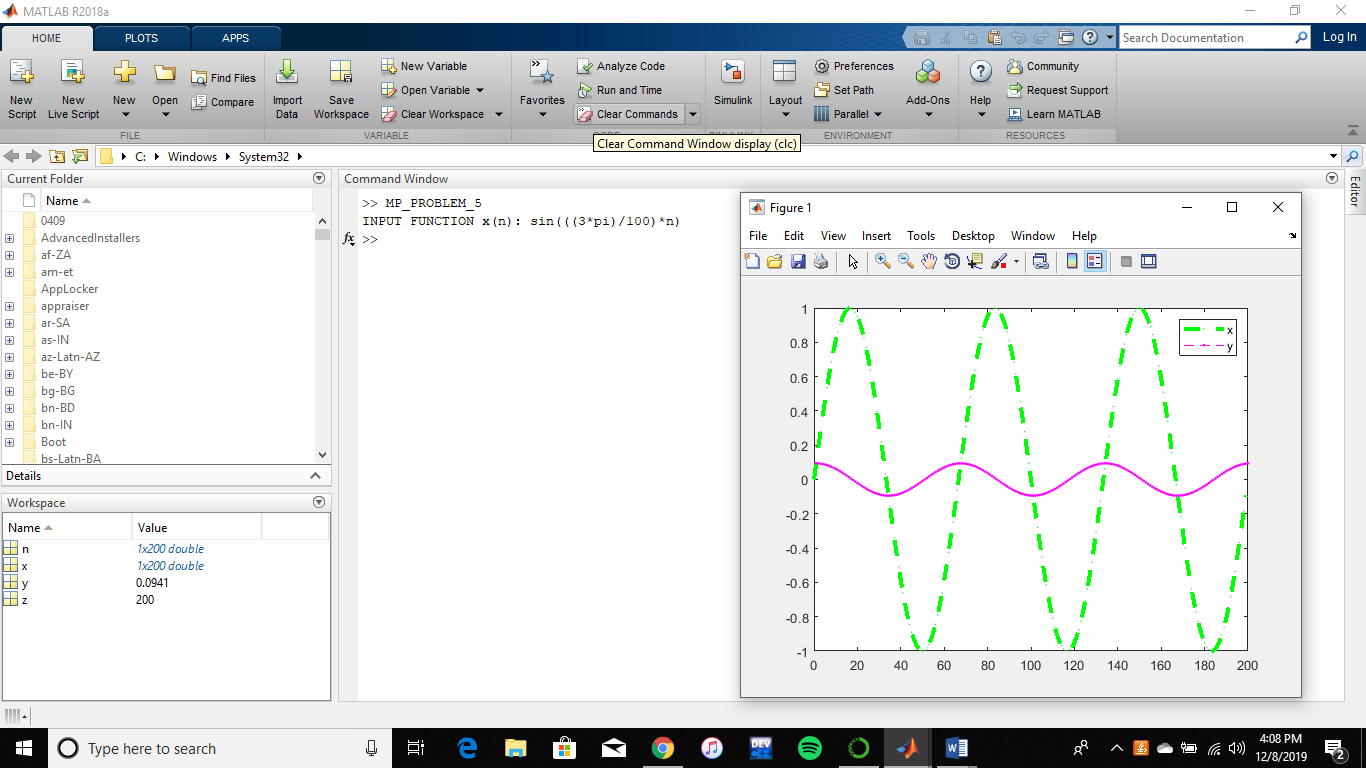 MATLAB R2018a
HOME PLOTS APPS
Search Documentation Log In
New Script
New Live Script
New
Open
Find Files
Compare
FILE
Import Data
Save Workspace
New Variable
Open Variable
Clear Workspace
VARIABLE
Favorites
Analyze Code
Run and Time
Clear Commands
Simulink
Layout
Preferences
Set Path
Parallel
Add-Ons
ENVIRONMENT
Help
Community
Request Support
Learn MATLAB
RESOURCES
Clear Command Window display (clc)
C: Windows System32
Current Folder
Name
0409
AdvancedInstallers
af-ZA
am-et
AppLocker
appraiser
ar-SA
as-IN
az-Latn-AZ
be-BY
bg-BG
bn-BD
bn-IN
Boot
bs-Latn-BA
Details
Workspace
Name Value
n 1x200 double
x 1x200 double
y 0.0941
z 200
Command Window
>> MP_PROBLEM_5
INPUT FUNCTION x(n): sin(((3*pi)/100)*n)
fx >>
Editor
Figure 1
File Edit View Insert Tools Desktop Window Help
x
y
1
0.8
0.6
0.4
0.2
0
-0.2
-0.4
-0.6
-0.8
-1
0 20 40 60 80 100 120 140 160 180 200
Type here to search
DEV
4:08 PM
12/8/2019
2